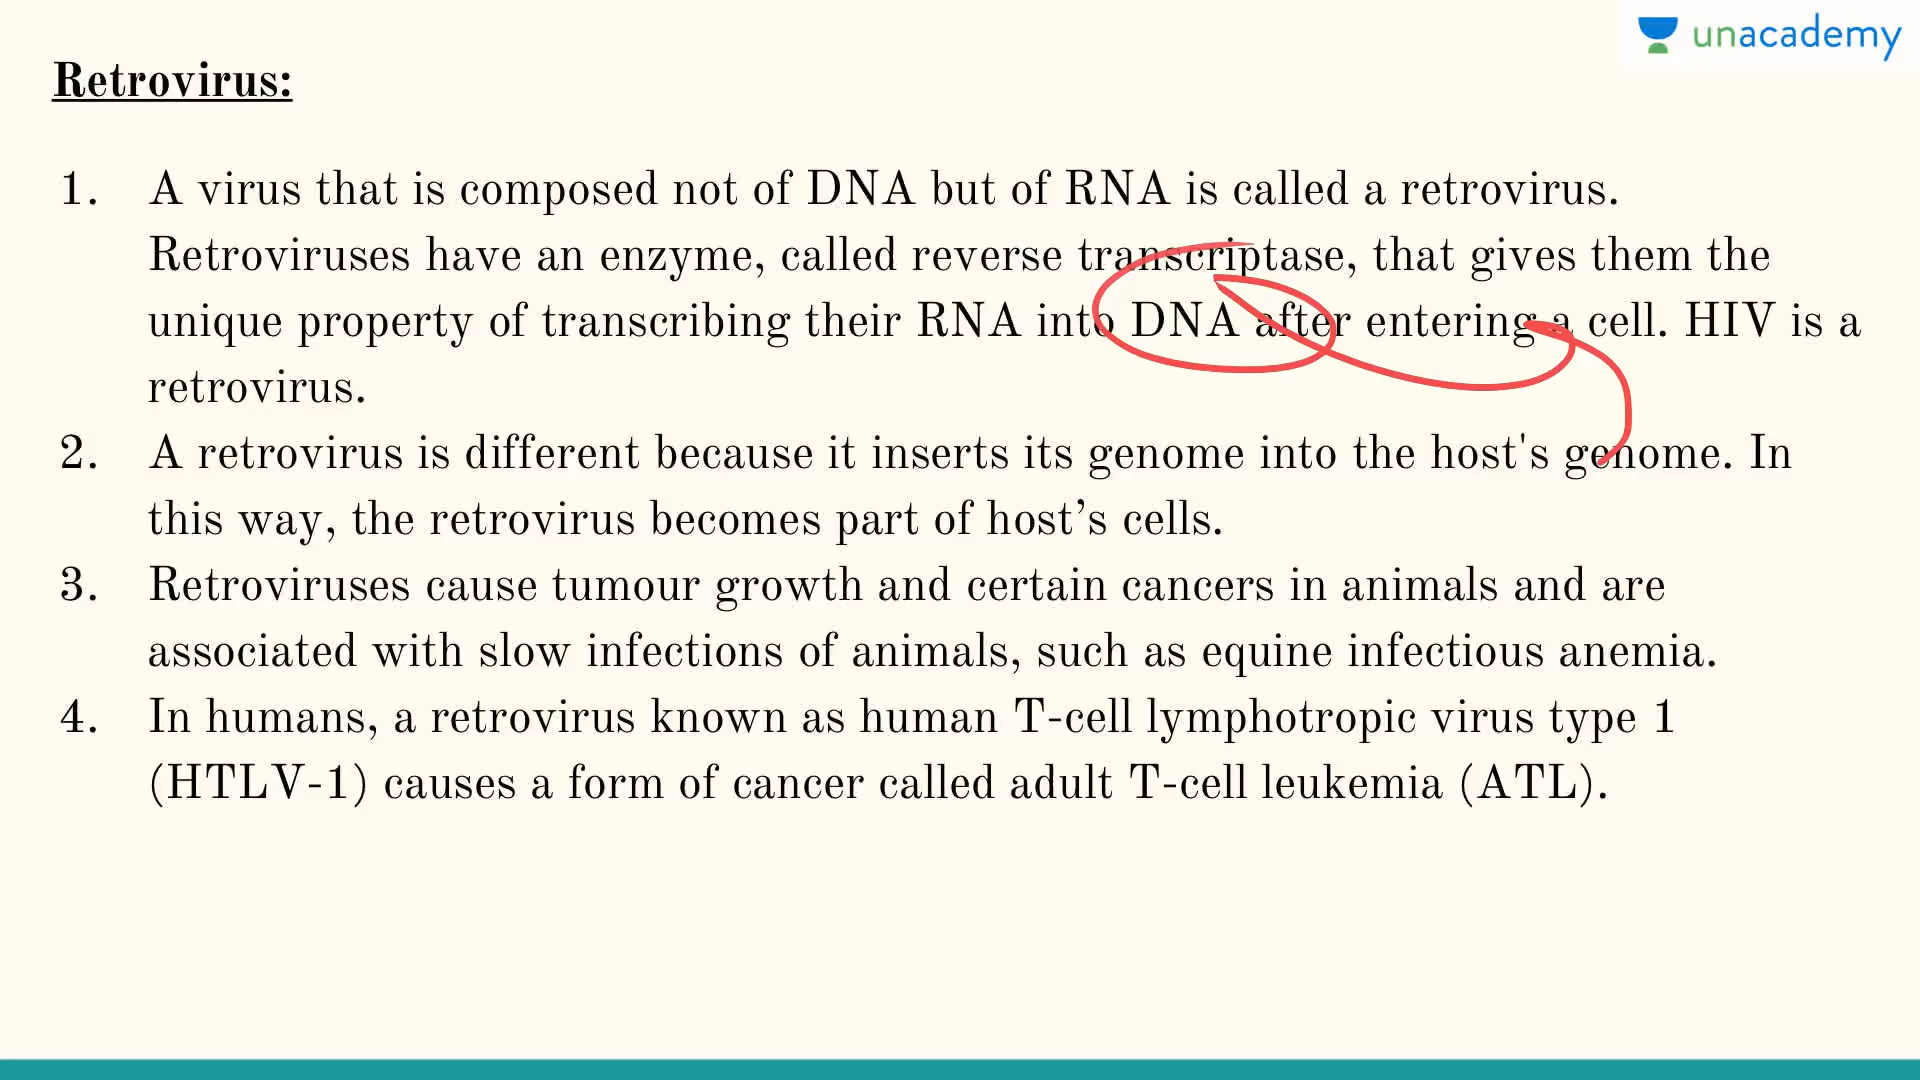 unacademy
Retrovirus:
1. A virus that is composed not of DNA but of RNA is called a retrovirus.
Retroviruses have an enzyme, called reverse transcriptase, that gives them the
unique property of transcribing their RNA into DNA after entering a cell. HIV is a
retrovirus.
2. A retrovirus is different because it inserts its genome into the host's genome. In
this way, the retrovirus becomes part of host’s cells.
3. Retroviruses cause tumour growth and certain cancers in animals and are
associated with slow infections of animals, such as equine infectious anemia.
4. In humans, a retrovirus known as human T-cell lymphotropic virus type 1
(HTLV-1) causes a form of cancer called adult T-cell leukemia (ATL).